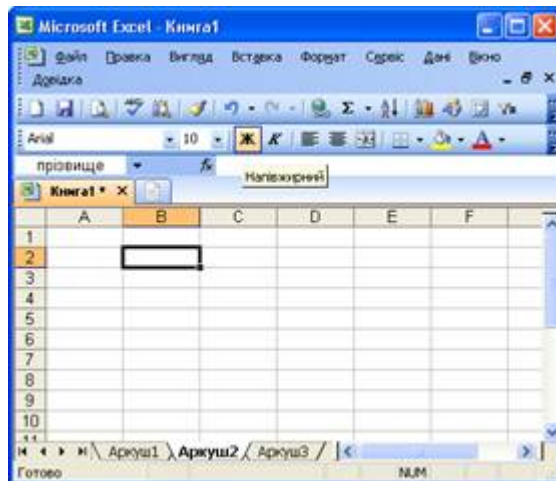 Microsoft Excel - Книга1
Файл Правка Вигляд Вставка Формат Сервіс Дані Вікно
Довідка
Arial 10 Ж К
прізвище fx
Напівжирний
Книга1 *
A B C D E F
1
2
3
4
5
6
7
8
9
10
11
Аркуш1 Аркуш2 Аркуш3
Готово NUM